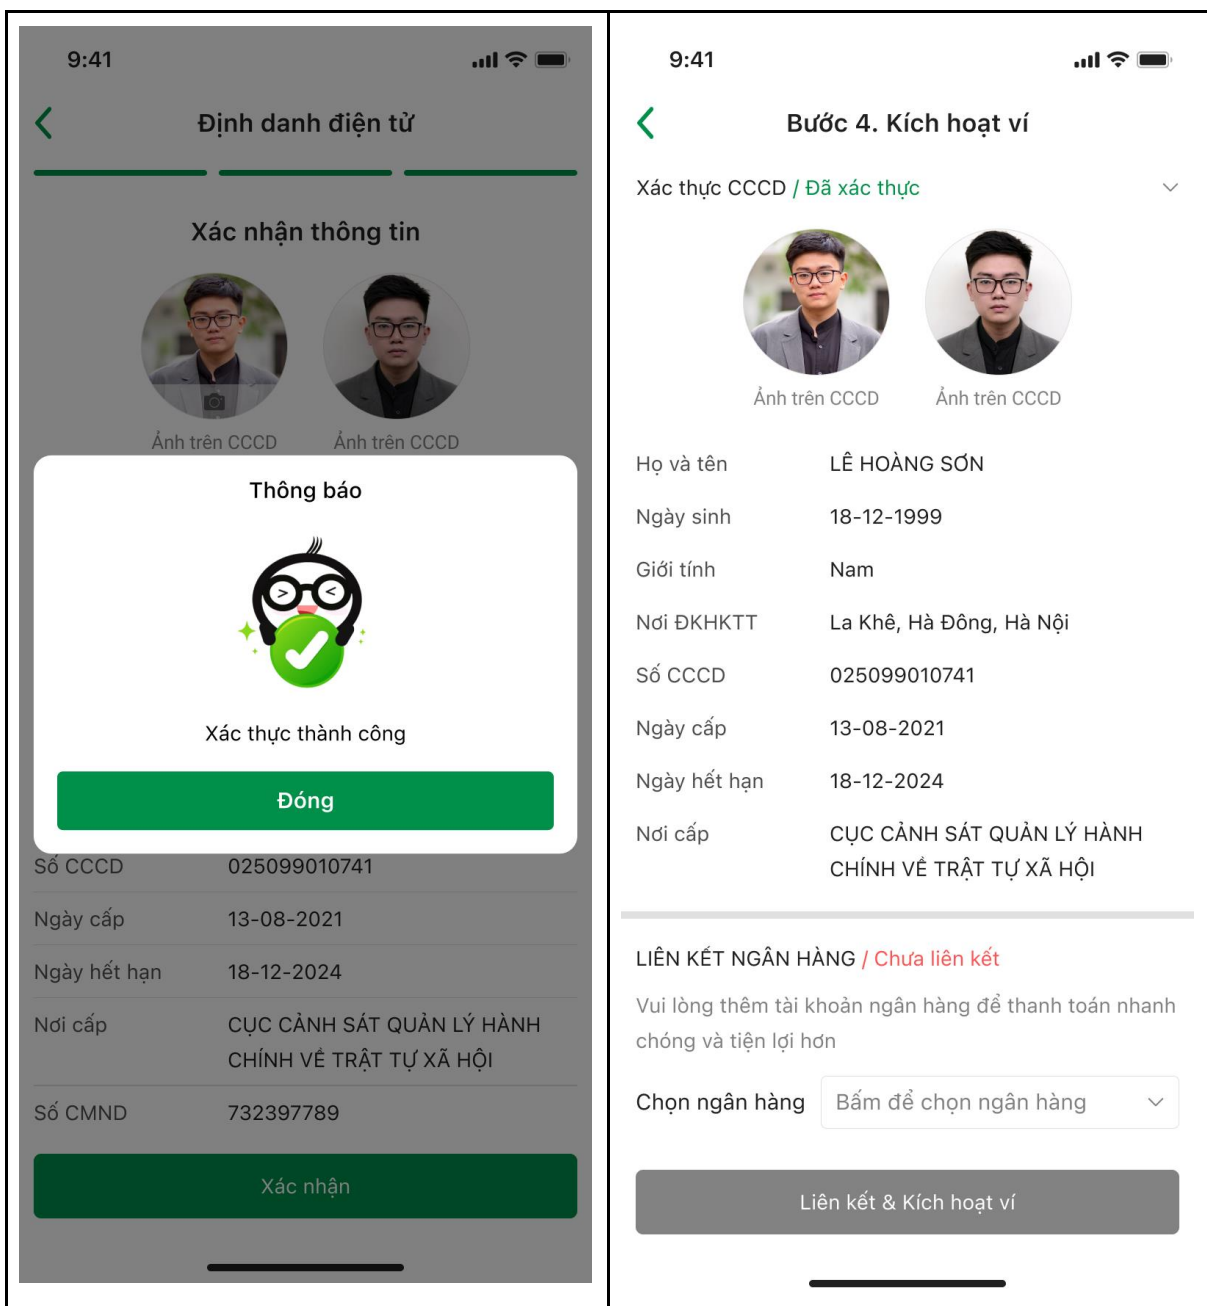 9:41
Định danh điện tử
Xác nhận thông tin
Ảnh trên CCCD
Ảnh trên CCCD
Thông báo
Xác thực thành công
Đóng
Số CCCD 025099010741
Ngày cấp 13-08-2021
Ngày hết hạn 18-12-2024
Nơi cấp CỤC CẢNH SÁT QUẢN LÝ HÀNH
CHÍNH VỀ TRẬT TỰ XÃ HỘI
Số CMND 732397789
Xác nhận
9:41
Bước 4. Kích hoạt ví
Xác thực CCCD / Đã xác thực
Ảnh trên CCCD
Ảnh trên CCCD
Họ và tên LÊ HOÀNG SƠN
Ngày sinh 18-12-1999
Giới tính Nam
Nơi ĐKHKTT La Khê, Hà Đông, Hà Nội
Số CCCD 025099010741
Ngày cấp 13-08-2021
Ngày hết hạn 18-12-2024
Nơi cấp CỤC CẢNH SÁT QUẢN LÝ HÀNH
CHÍNH VỀ TRẬT TỰ XÃ HỘI
LIÊN KẾT NGÂN HÀNG / Chưa liên kết
Vui lòng thêm tài khoản ngân hàng để thanh toán nhanh
chóng và tiện lợi hơn
Chọn ngân hàng Bấm để chọn ngân hàng
Liên kết & Kích hoạt ví